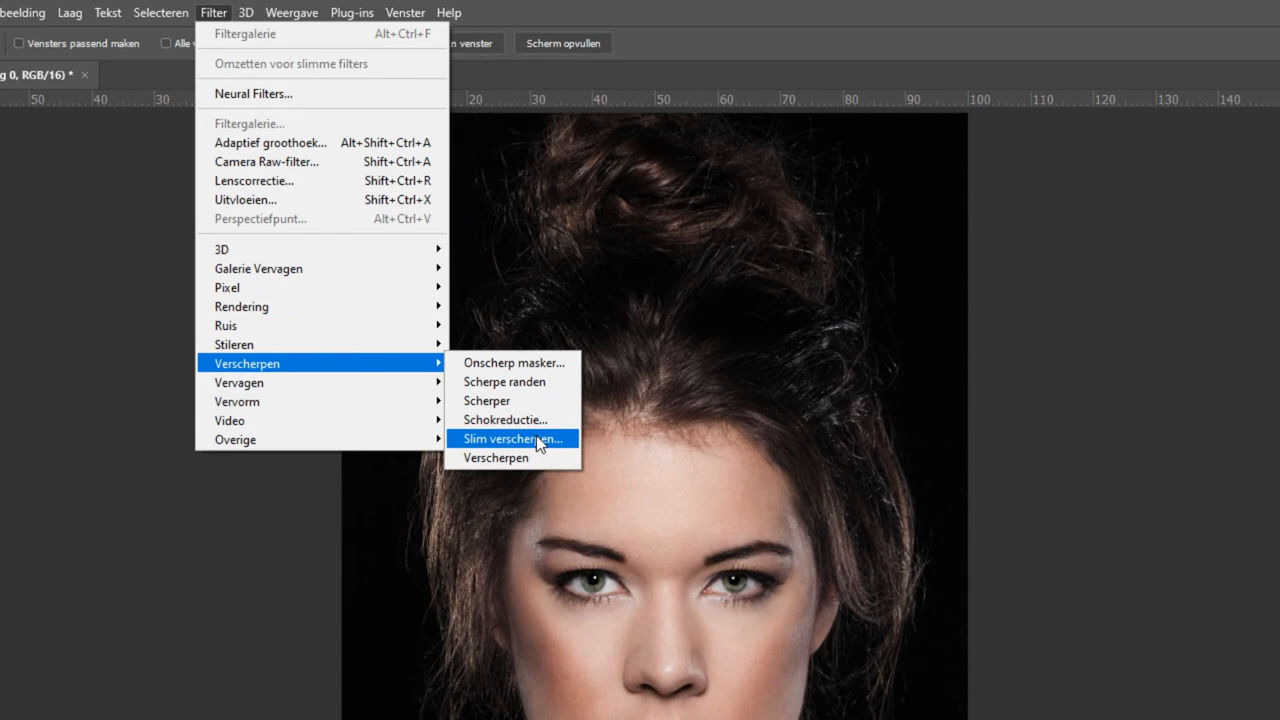 beelding Laag Tekst Selecteren Filter 3D Weergave Plug-ins Venster Help
Vensters passend maken Alle v n venster Scherm opvullen
g 0, RGB/16) * ×
50 40 30 20 30 40 50 60 70 80 90 100 110 120 130 140
Filtergalerie Alt+Ctrl+F
Omzetten voor slimme filters
Neural Filters...
Filtergalerie...
Adaptief groothoek... Alt+Shift+Ctrl+A
Camera Raw-filter... Shift+Ctrl+A
Lenscorrectie... Shift+Ctrl+R
Uitvloeien... Shift+Ctrl+X
Perspectiefpunt... Alt+Ctrl+V
3D
Galerie Vervagen
Pixel
Rendering
Ruis
Stileren
Verscherpen
Vervagen
Vervorm
Video
Overige
Onscherp masker...
Scherpe randen
Scherper
Schokreductie...
Slim verscherpen...
Verscherpen